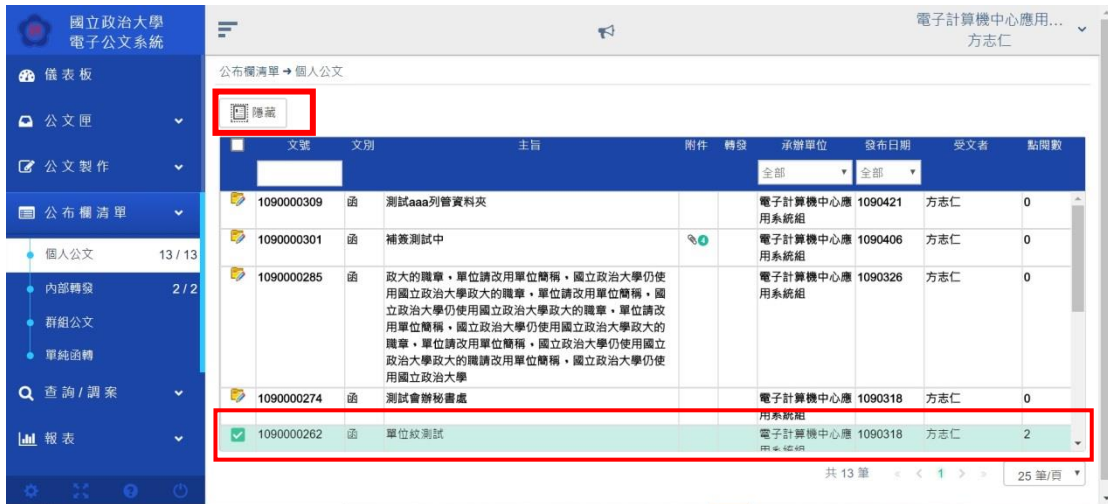 國立政治大學
電子公文系統
電子計算機中心應用...
方志仁
儀表板
公文匣
公文製作
公布欄清單
個人公文 13 / 13
內部轉發 2 / 2
群組公文
單純函轉
查詢/調案
報表
公布欄清單 ➔ 個人公文
隱藏
文號 文別 主旨 附件 轉發 承辦單位 發布日期 受文者 點閱數
全部 全部
1090000309 函 測試aaa列管資料夾 電子計算機中心應 1090421 方志仁 0
用系統組
1090000301 函 補簽測試中 4 電子計算機中心應 1090406 方志仁 0
用系統組
1090000285 函 政大的職章,單位請改用單位簡稱,國立政治大學仍使 電子計算機中心應 1090326 方志仁 0
用國立政治大學政大的職章,單位請改用單位簡稱,國 用系統組
立政治大學仍使用國立政治大學政大的職章,單位請改
用單位簡稱,國立政治大學仍使用國立政治大學政大的
職章,單位請改用單位簡稱,國立政治大學仍使用國立
政治大學政大的職請改用單位簡稱,國立政治大學仍使
用國立政治大學
1090000274 函 測試會辦秘書處 電子計算機中心應 1090318 方志仁 0
用系統組
1090000262 函 單位紋測試 電子計算機中心應 1090318 方志仁 2
用系統組
共 13 筆 « < 1 > » 25 筆/頁